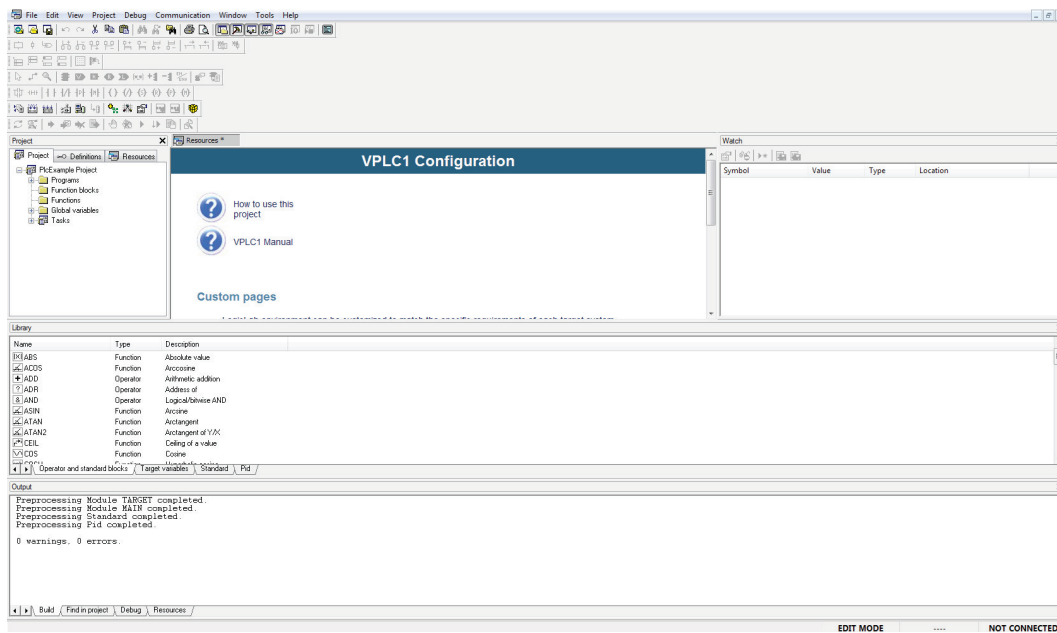 File Edit View Project Debug Communication Window Tools Help
Project
Resources *
Watch
Project Definitions Resources
PlcExample Project
Programs
Function blocks
Functions
Global variables
Tasks
VPLC1 Configuration
How to use this
project
VPLC1 Manual
Custom pages
Symbol Value Type Location
Library
Name Type Description
ABS Function Absolute value
ACOS Function Arccosine
ADD Operator Arithmetic addition
ADR Operator Address of
AND Operator Logical/bitwise AND
ASIN Function Arcsine
ATAN Function Arctangent
ATAN2 Function Arctangent of Y/X
CEIL Function Ceiling of a value
COS Function Cosine
Operator and standard blocks Target variables Standard Pid
Output
Preprocessing Module TARGET completed.
Preprocessing Module MAIN completed.
Preprocessing Standard completed.
Preprocessing Pid completed.
0 warnings, 0 errors.
Build Find in project Debug Resources
EDIT MODE ---- NOT CONNECTED